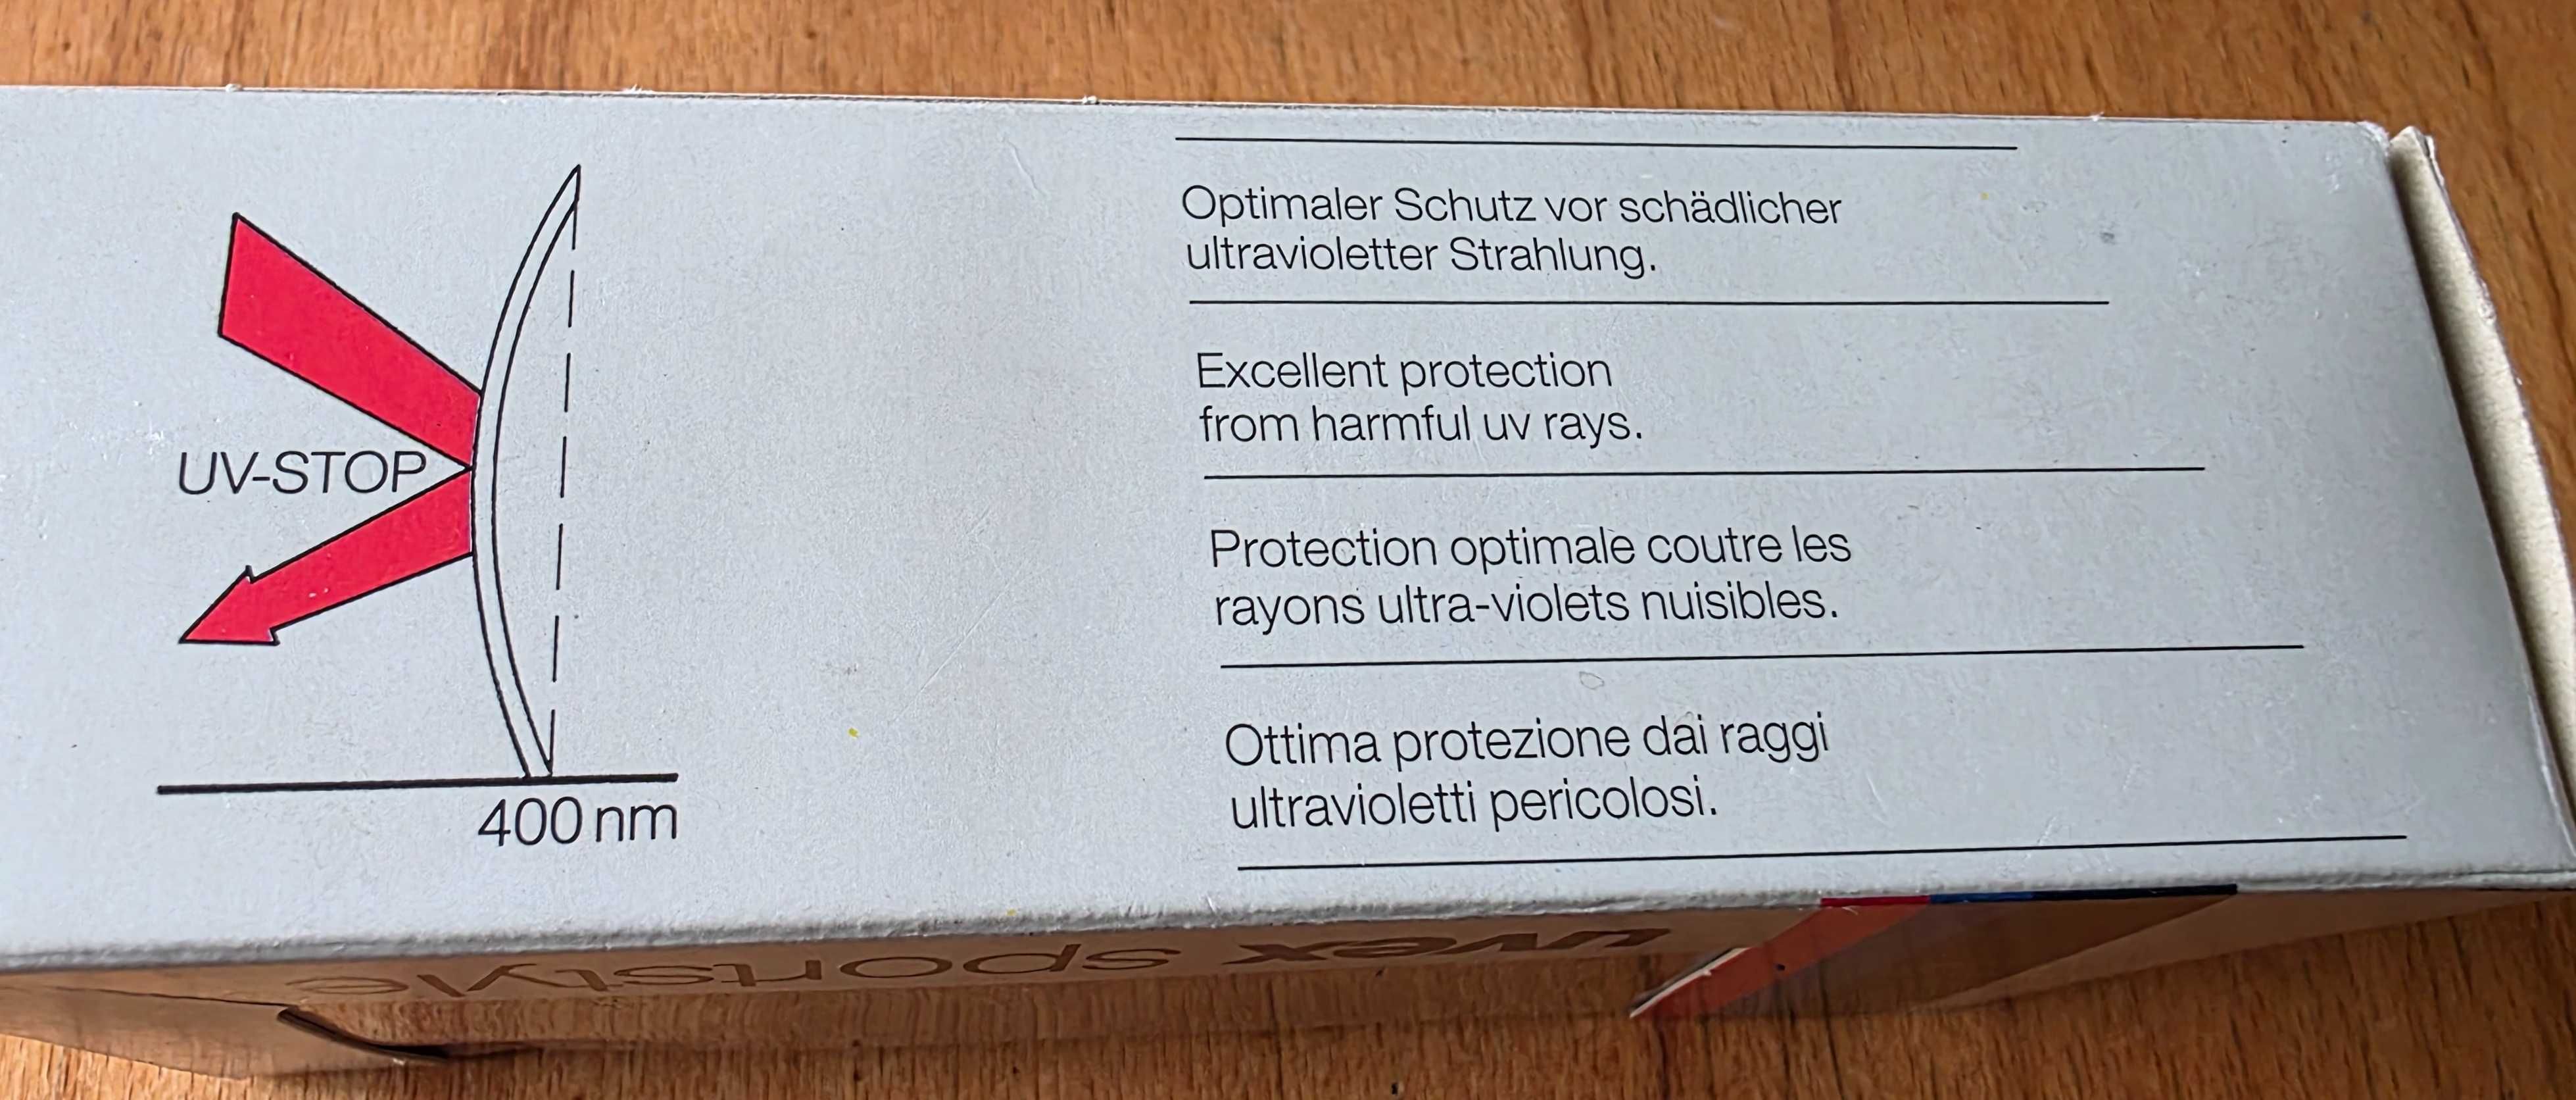 UV-STOP
400 nm
Optimaler Schutz vor schädlicher
ultravioletter Strahlung.
Excellent protection
from harmful uv rays.
Protection optimale coutre les
rayons ultra-violets nuisibles.
Ottima protezione dai raggi
ultravioletti pericolosi.
uvex sportstyle